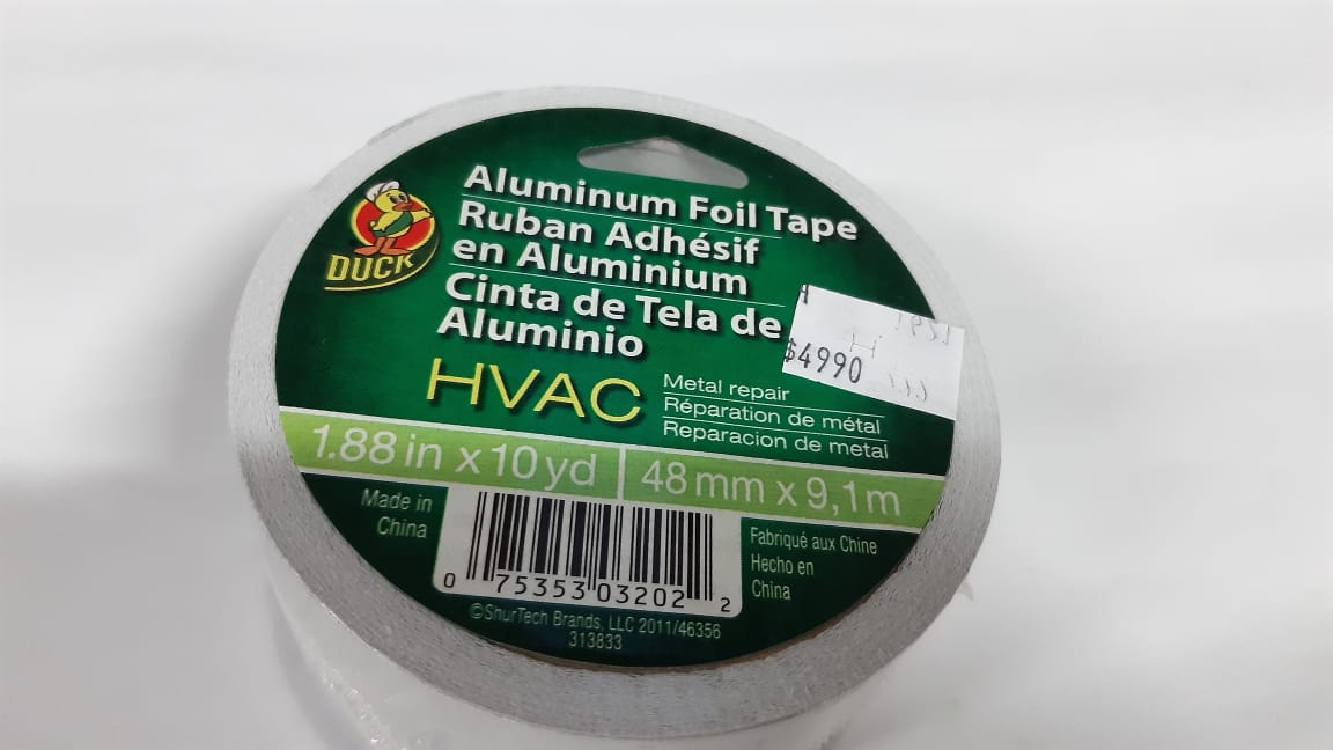 DUCK
Aluminum Foil Tape
Ruban Adhésif
en Aluminium
Cinta de Tela de
Aluminio
$4990
HVAC
Metal repair
Réparation de métal
Reparacion de metal
1.88 in x 10 yd
48 mm x 9,1m
Made in
China
0 75353 03202 2
Fabriqué aux Chine
Hecho en
China
©ShurTech Brands, LLC 2011/46356
313833